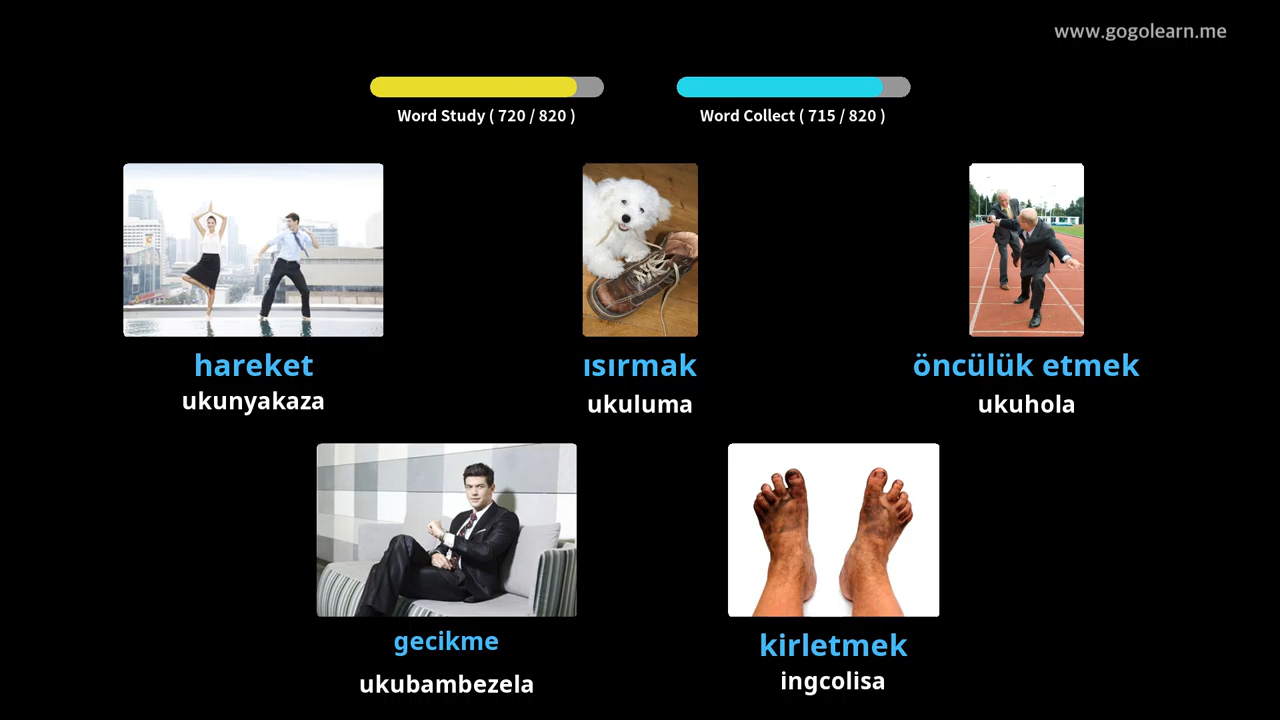 www.gogolearn.me
Word Study ( 720 / 820 )
Word Collect ( 715 / 820 )
hareket
ukunyakaza
ısırmak
ukuluma
öncülük etmek
ukuhola
gecikme
ukubambezela
kirletmek
ingcolisa